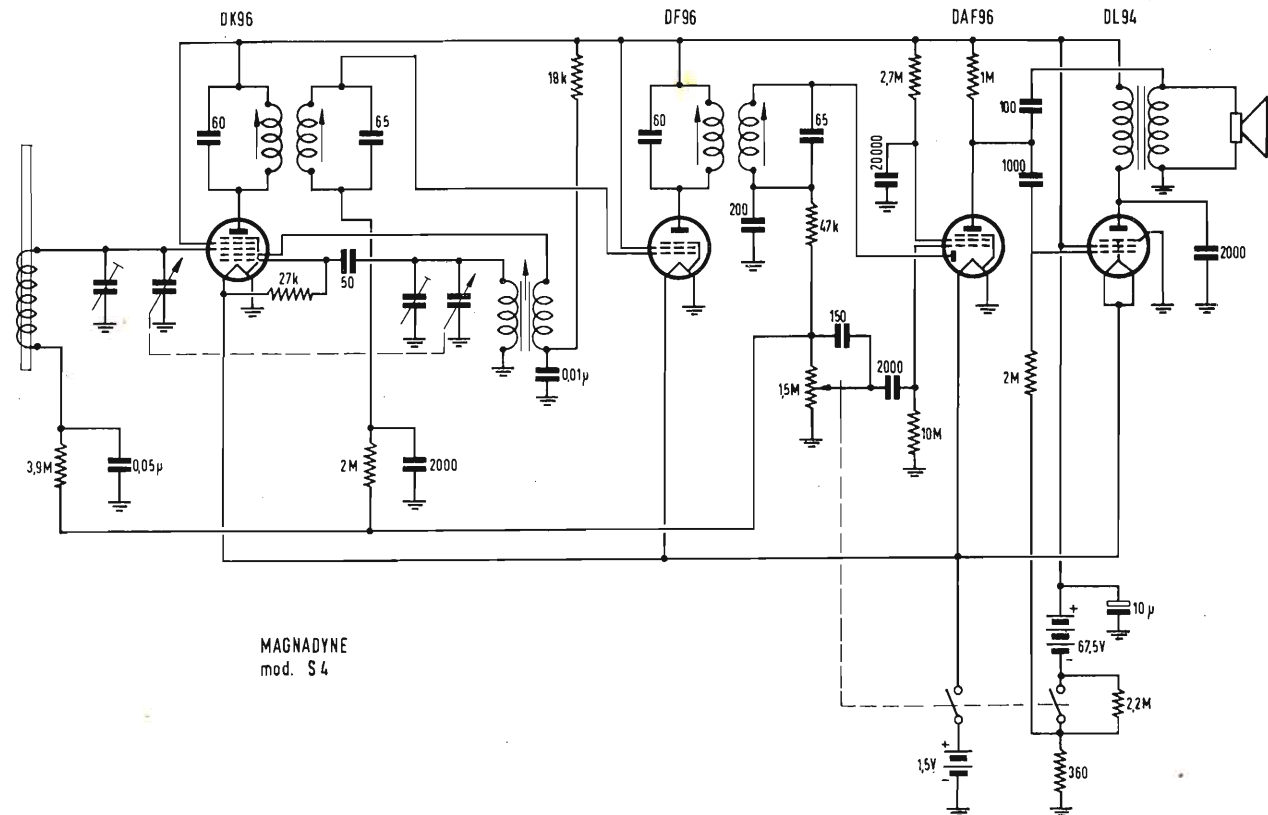 DK96
DF96
DAF96
DL94
18k
2,7M
1M
100
60
65
60
65
20000
1000
200
47k
27k
50
2000
150
0,01µ
1,5M
2000
2M
10M
3,9M
0,05µ
2M
2000
+
10µ
67,5V
-
MAGNADYNE
mod. S4
2,2M
+
1,5V
-
360